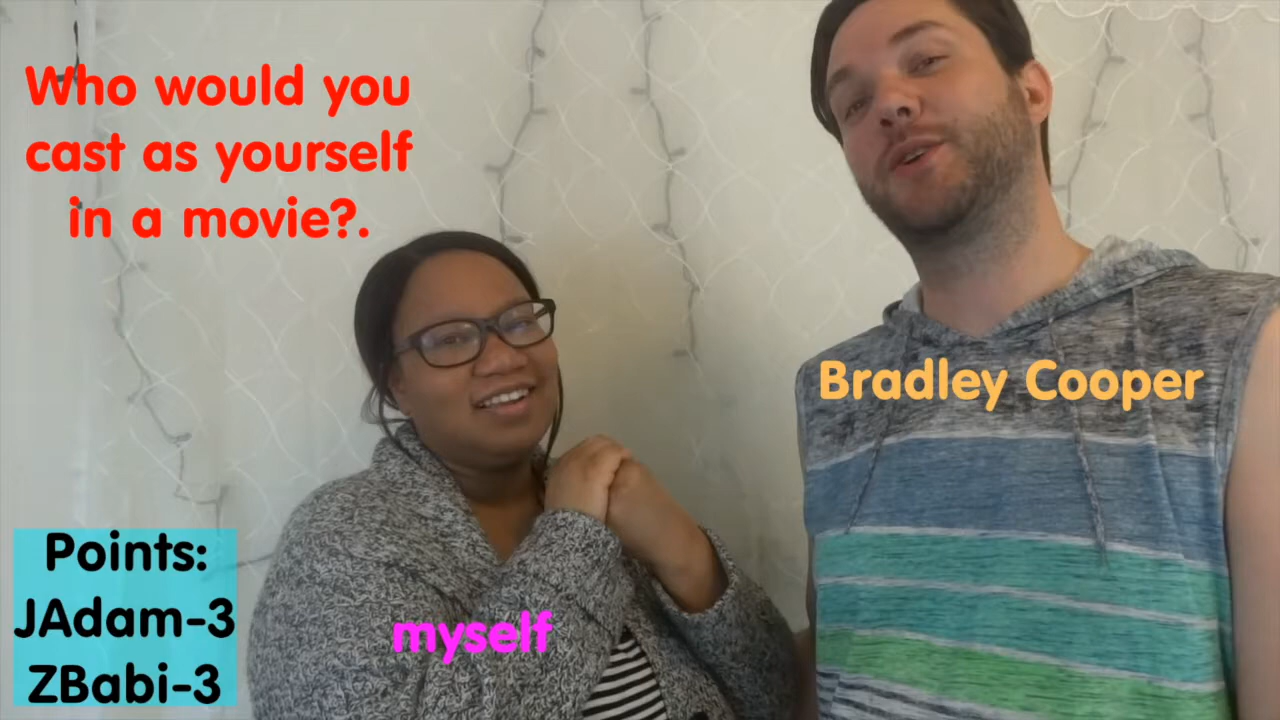 Who would you
cast as yourself
in a movie?.
Bradley Cooper
myself
Points:
JAdam-3
ZBabi-3